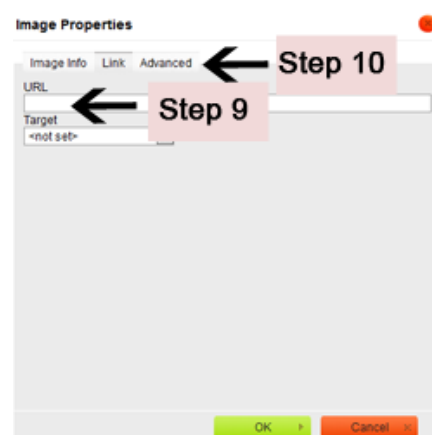 Image Properties
Image Info Link Advanced
Step 10
URL
Step 9
Target
<not set>
OK Cancel